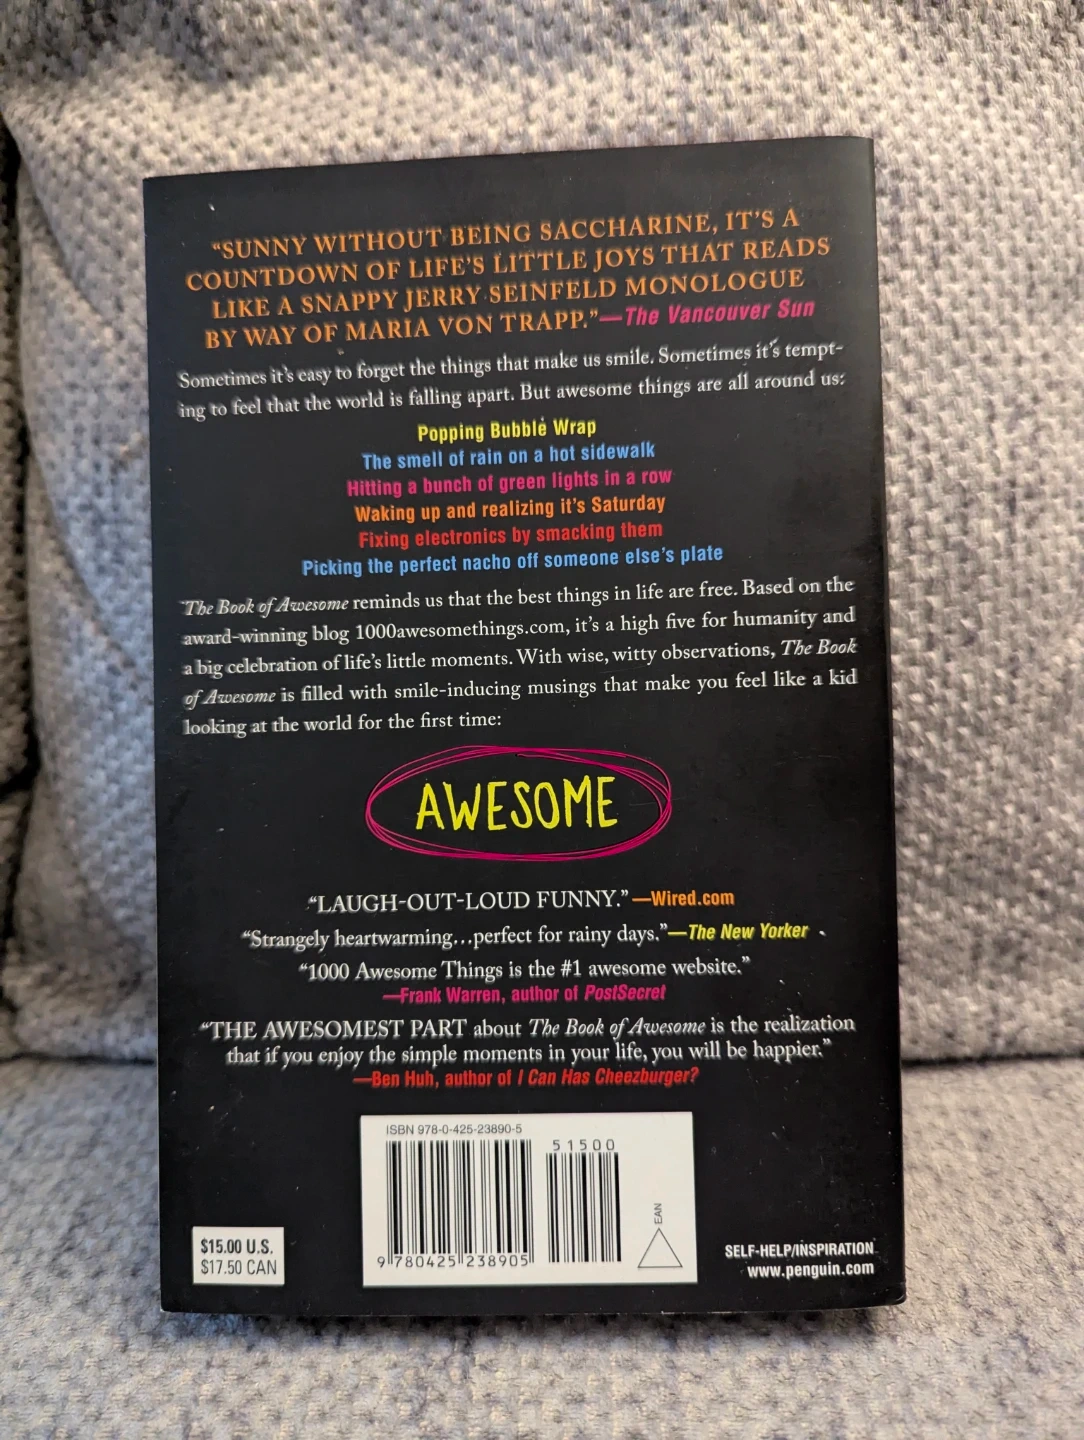 “SUNNY WITHOUT BEING SACCHARINE, IT’S A
COUNTDOWN OF LIFE’S LITTLE JOYS THAT READS
LIKE A SNAPPY JERRY SEINFELD MONOLOGUE
BY WAY OF MARIA VON TRAPP.”—The Vancouver Sun
Sometimes it’s easy to forget the things that make us smile. Sometimes it’s tempt-
ing to feel that the world is falling apart. But awesome things are all around us:
Popping Bubble Wrap
The smell of rain on a hot sidewalk
Hitting a bunch of green lights in a row
Waking up and realizing it’s Saturday
Fixing electronics by smacking them
Picking the perfect nacho off someone else’s plate
The Book of Awesome reminds us that the best things in life are free. Based on the
award-winning blog 1000awesomethings.com, it’s a high five for humanity and
a big celebration of life’s little moments. With wise, witty observations, The Book
of Awesome is filled with smile-inducing musings that make you feel like a kid
looking at the world for the first time:
AWESOME
“LAUGH-OUT-LOUD FUNNY.”—Wired.com
“Strangely heartwarming...perfect for rainy days.”—The New Yorker
“1000 Awesome Things is the #1 awesome website.”
—Frank Warren, author of PostSecret
“THE AWESOMEST PART about The Book of Awesome is the realization
that if you enjoy the simple moments in your life, you will be happier.”
—Ben Huh, author of I Can Has Cheezburger?
ISBN 978-0-425-23890-5
51500
9 780425 238905
EAN
$15.00 U.S.
$17.50 CAN
SELF-HELP/INSPIRATION
www.penguin.com